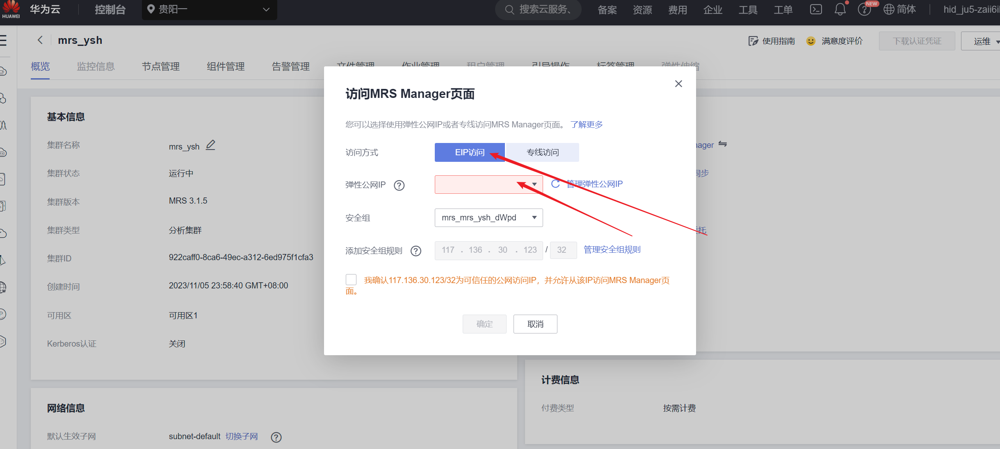 HUAWEI
华为云
控制台
贵阳一
搜索云服务、
备案
资源
费用
企业
工具
工单
NEW
简体
mrs_ysh
使用指南
满意度评价
下载认证凭证
运维
概览
监控信息
节点管理
组件管理
告警管理
文件管理
作业管理
租户管理
引导操作
标签管理
弹性伸缩
访问MRS Manager页面
您可以选择使用弹性公网IP或者专线访问MRS Manager页面。 了解更多
访问方式
EIP访问
专线访问
弹性公网IP
管理弹性公网IP
安全组
mrs_mrs_ysh_dWpd
添加安全组规则
117 . 136 . 30 . 123 / 32
管理安全组规则
我确认117.136.30.123/32为可信任的公网访问IP，并允许从该IP访问MRS Manager页
面。
确定
取消
基本信息
集群名称
mrs_ysh
集群状态
运行中
集群版本
MRS 3.1.5
集群类型
分析集群
集群ID
922caff0-8ca6-49ec-a312-6ed975f1cfa3
创建时间
2023/11/05 23:58:40 GMT+08:00
可用区
可用区1
Kerberos认证
关闭
网络信息
默认生效子网
subnet-default 切换子网
计费信息
付费类型
按需计费